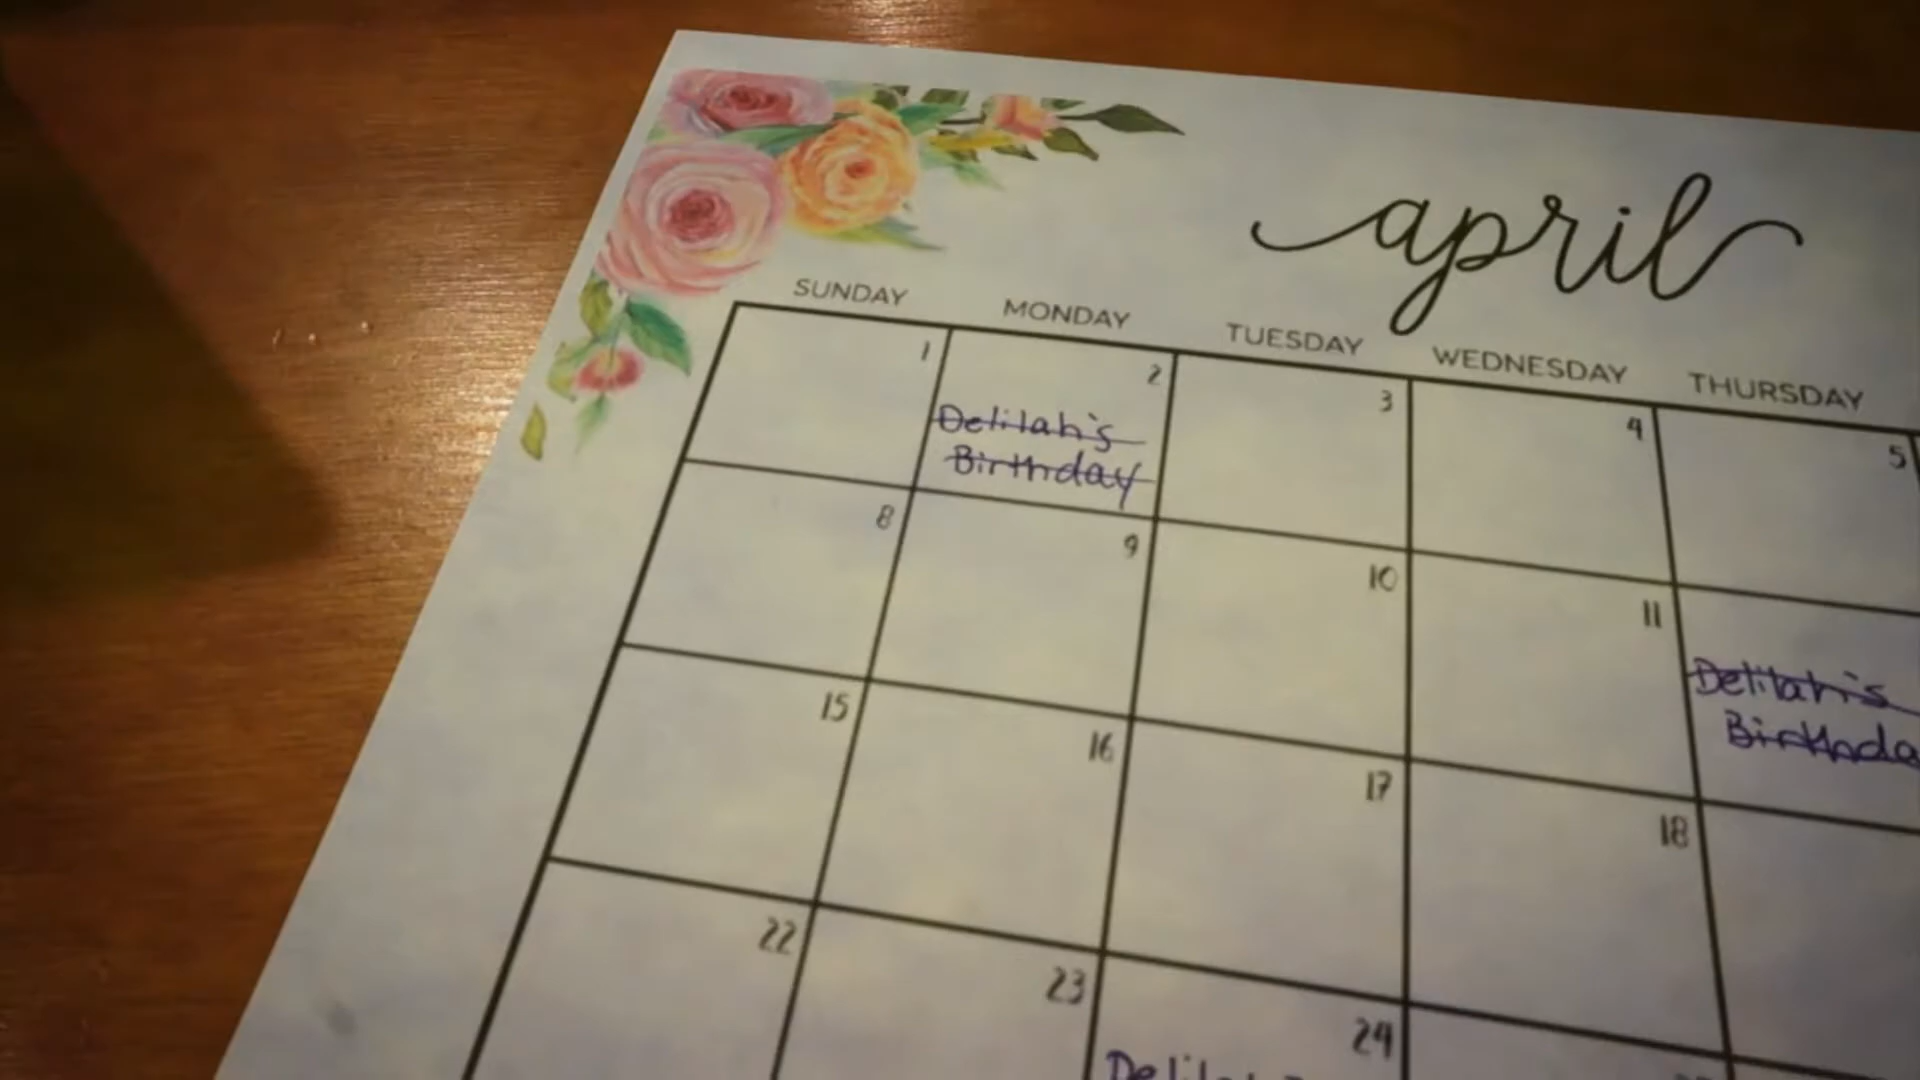 april
SUNDAY MONDAY TUESDAY WEDNESDAY THURSDAY
1 2 3 4 5
Delilah's
Birthday
8 9 10 11
Delilah's
15 16 17 18
22 23 24